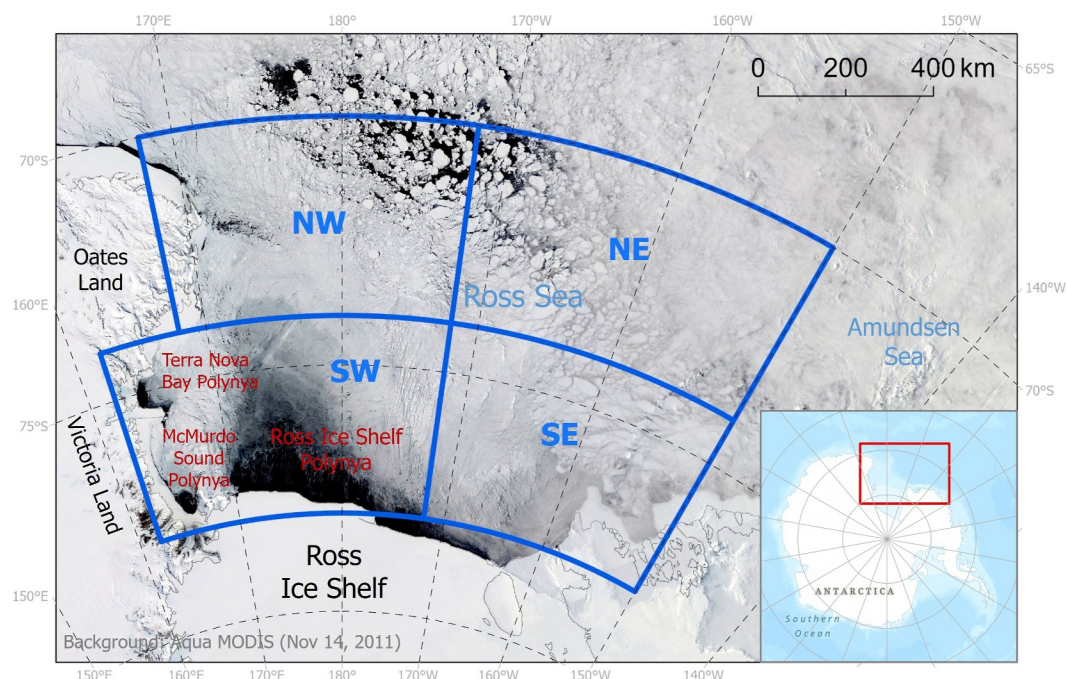 170°E 180° 170°W 160°W 150°W
0 200 400 km
65°S
70°S
NW
NE
Oates
Land
Ross Sea
140°W
160°E
Amundsen
Sea
Terra Nova
Bay Polynya
SW
70°S
75°S
Victoria Land
McMurdo
Sound
Polynya
Ross Ice Shelf
Polynya
SE
Ross
Ice Shelf
150°E
ANTARCTICA
Southern
Ocean
Background: Aqua MODIS (Nov 14, 2011)
150°E 160°E 170°E 180° 170°W 160°W 150°W 140°W